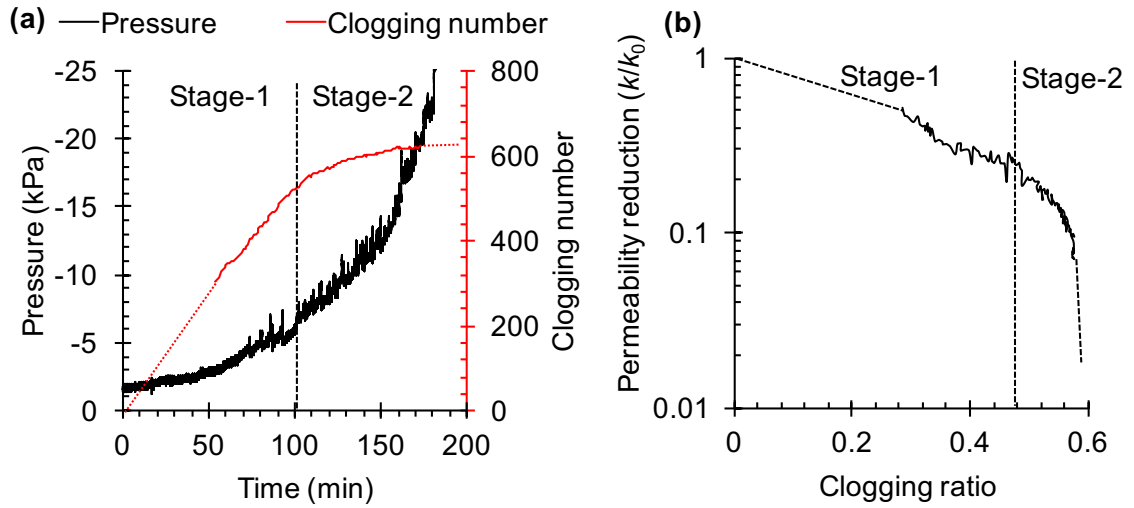 (a)
Pressure
Clogging number
-25
-20
-15
-10
-5
0
Pressure (kPa)
Stage-1
Stage-2
800
600
400
200
0
Clogging number
0
50
100
150
200
Time (min)
(b)
1
0.1
0.01
Permeability reduction (k/k0)
Stage-1
Stage-2
0
0.2
0.4
0.6
Clogging ratio